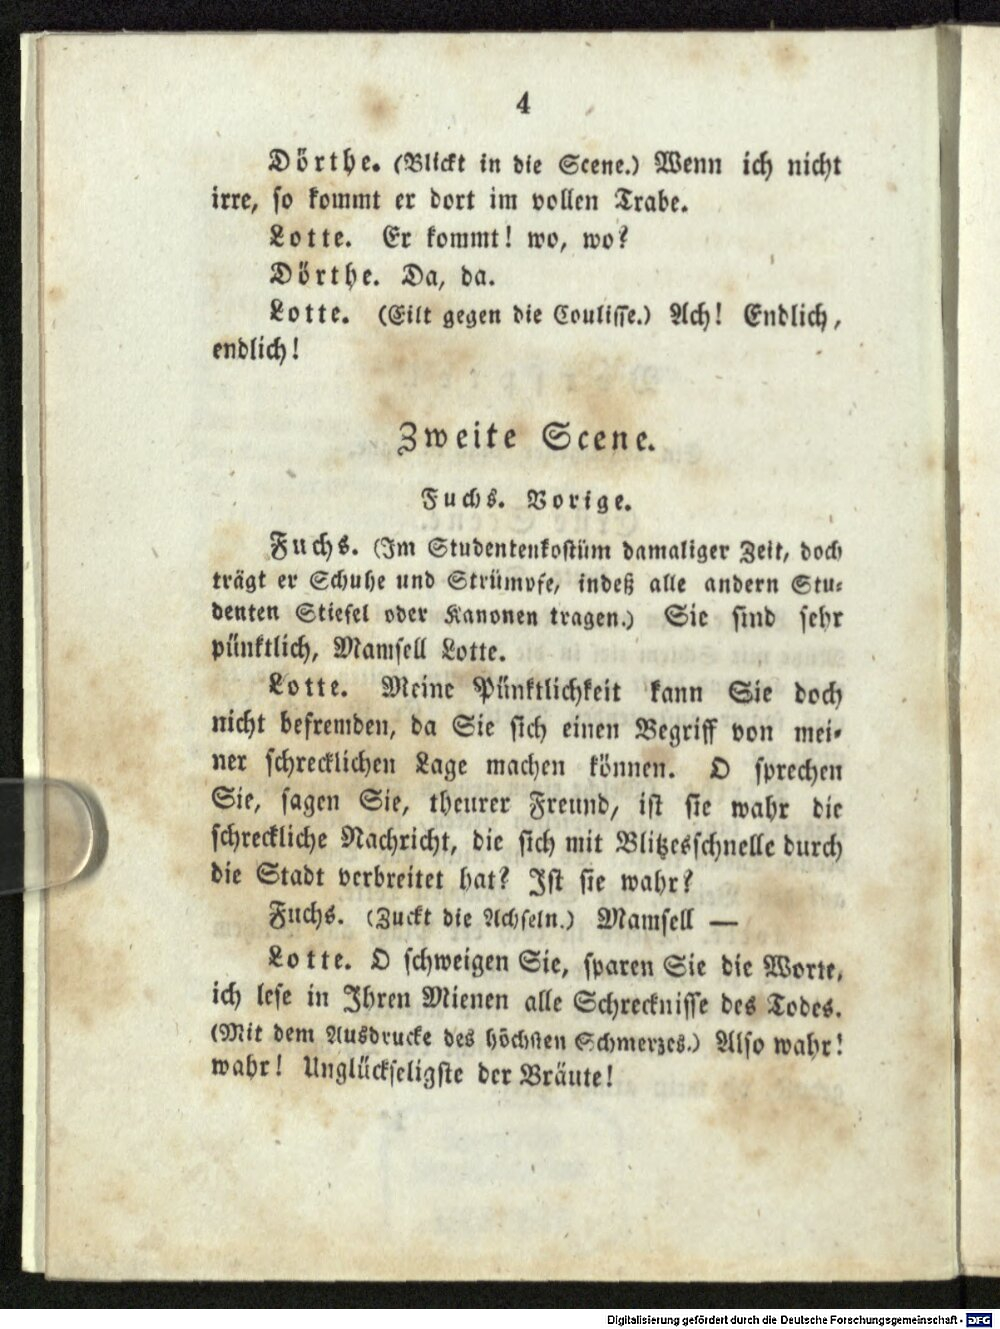 4
Dörthe. (Blickt in die Scene.) Wenn ich nicht
irre, so kommt er dort im vollen Trabe.
Lotte. Er kommt! wo, wo?
Dörthe. Da, da.
Lotte. (Eilt gegen die Coulisse.) Ach! Endlich,
endlich!
Zweite Scene.
Fuchs. Vorige.
Fuchs. (Im Studentenkostüm damaliger Zeit, doch
trägt er Schuhe und Strümpfe, indeß alle andern Stu-
denten Stiefel oder Kanonen tragen.) Sie sind sehr
pünktlich, Mamsell Lotte.
Lotte. Meine Pünktlichkeit kann Sie doch
nicht befremden, da Sie sich einen Begriff von mei-
ner schrecklichen Lage machen können. O sprechen
Sie, sagen Sie, theurer Freund, ist sie wahr die
schreckliche Nachricht, die sich mit Blitzesschnelle durch
die Stadt verbreitet hat? Ist sie wahr?
Fuchs. (Zuckt die Achseln.) Mamsell —
Lotte. O schweigen Sie, sparen Sie die Worte,
ich lese in Ihren Mienen alle Schrecknisse des Todes.
(Mit dem Ausdrucke des höchsten Schmerzes.) Also wahr!
wahr! Unglückseligste der Bräute!
Digitalisierung gefördert durch die Deutsche Forschungsgemeinschaft - DFG